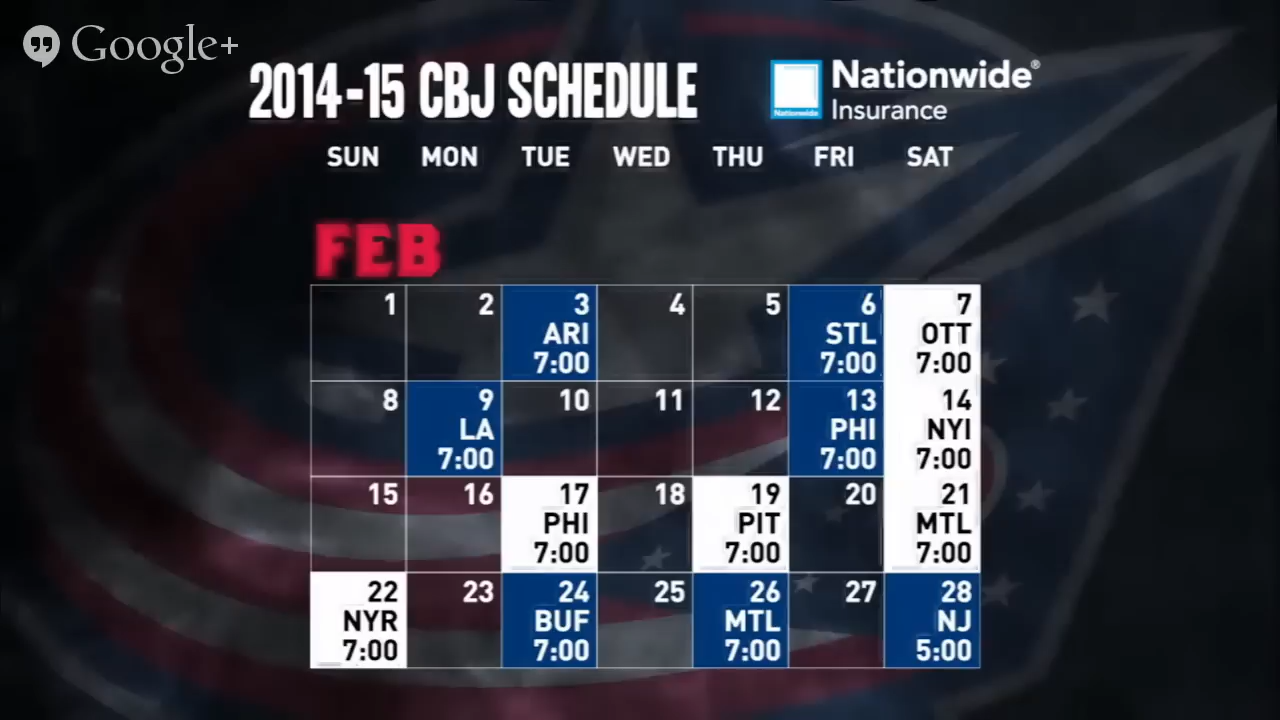 Google+
2014-15 CBJ SCHEDULE
Nationwide®
Insurance
Nationwide
SUN MON TUE WED THU FRI SAT
FEB
1 2 3 4 5 6 7
ARI STL OTT
7:00 7:00 7:00
8 9 10 11 12 13 14
LA PHI NYI
7:00 7:00 7:00
15 16 17 18 19 20 21
PHI PIT MTL
7:00 7:00 7:00
22 23 24 25 26 27 28
NYR BUF MTL NJ
7:00 7:00 7:00 5:00